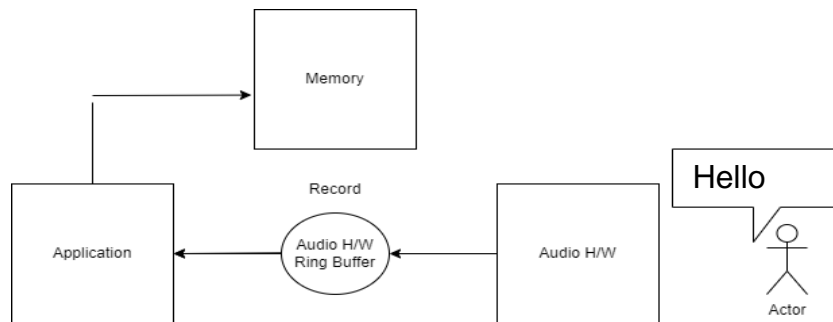 Memory
Hello
Record
Application
Audio H/W
Ring Buffer
Audio H/W
Actor